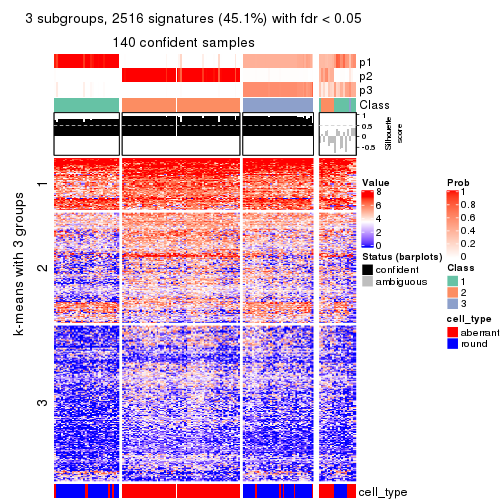 3 subgroups, 2516 signatures (45.1%) with fdr < 0.05
140 confident samples
p1
p2
p3
Class
1
0.5
0
-0.5
Silhouette
score
k-means with 3 groups
1
2
3
Value
8
6
4
2
0
Status (barplots)
confident
ambiguous
Prob
1
0.8
0.6
0.4
0.2
0
Class
1
2
3
cell_type
aberrant
round
cell_type